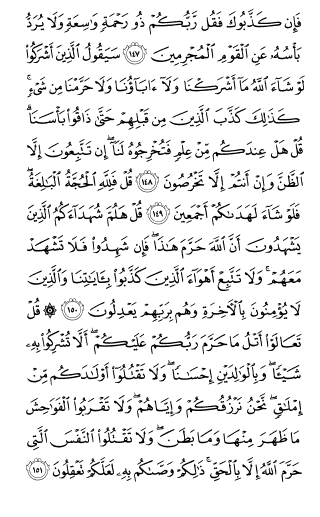 فَإِن كَذَّبُوكَ فَقُل رَّبُّكُمْ ذُو رَحْمَةٍ وَٰسِعَةٍ وَلَا يُرَدُّ
بَأْسُهُۥ عَنِ ٱلْقَوْمِ ٱلْمُجْرِمِينَ ١٤٧ سَيَقُولُ ٱلَّذِينَ أَشْرَكُوا۟
لَوْ شَآءَ ٱللَّهُ مَآ أَشْرَكْنَا وَلَآ ءَابَآؤُنَا وَلَا حَرَّمْنَا مِن شَىْءٍ ۚ
كَذَٰلِكَ كَذَّبَ ٱلَّذِينَ مِن قَبْلِهِمْ حَتَّىٰ ذَاقُوا۟ بَأْسَنَا ۗ
قُلْ هَلْ عِندَكُم مِّنْ عِلْمٍ فَتُخْرِجُوهُ لَنَآ ۖ إِن تَتَّبِعُونَ إِلَّا
ٱلظَّنَّ وَإِنْ أَنتُمْ إِلَّا تَخْرُصُونَ ١٤٨ قُلْ فَلِلَّهِ ٱلْحُجَّةُ ٱلْبَٰلِغَةُ ۖ
فَلَوْ شَآءَ لَهَدَىٰكُمْ أَجْمَعِينَ ١٤٩ قُلْ هَلُمَّ شُهَدَآءَكُمُ ٱلَّذِينَ
يَشْهَدُونَ أَنَّ ٱللَّهَ حَرَّمَ هَٰذَا ۖ فَإِن شَهِدُوا۟ فَلَا تَشْهَدْ
مَعَهُمْ ۚ وَلَا تَتَّبِعْ أَهْوَآءَ ٱلَّذِينَ كَذَّبُوا۟ بِـَٔايَٰتِنَا وَٱلَّذِينَ
لَا يُؤْمِنُونَ بِٱلْـَٔاخِرَةِ وَهُم بِرَبِّهِمْ يَعْدِلُونَ ١٥٠ ۞ قُلْ
تَعَالَوْا۟ أَتْلُ مَا حَرَّمَ رَبُّكُمْ عَلَيْكُمْ ۖ أَلَّا تُشْرِكُوا۟ بِهِۦ
شَيْـًٔا ۖ وَبِٱلْوَٰلِدَيْنِ إِحْسَٰنًا ۖ وَلَا تَقْتُلُوٓا۟ أَوْلَٰدَكُم مِّنْ
إِمْلَٰقٍ ۖ نَّحْنُ نَرْزُقُكُمْ وَإِيَّاهُمْ ۖ وَلَا تَقْرَبُوا۟ ٱلْفَوَٰحِشَ
مَا ظَهَرَ مِنْهَا وَمَا بَطَنَ ۖ وَلَا تَقْتُلُوا۟ ٱلنَّفْسَ ٱلَّتِى
حَرَّمَ ٱللَّهُ إِلَّا بِٱلْحَقِّ ۚ ذَٰلِكُمْ وَصَّىٰكُم بِهِۦ لَعَلَّكُمْ تَعْقِلُونَ ١٥١